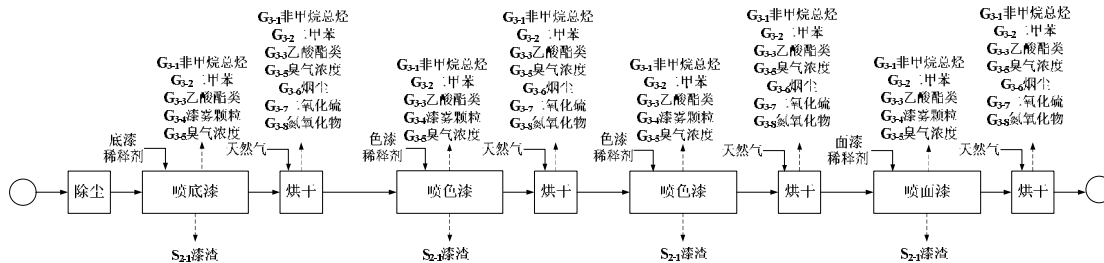 G3-1非甲烷总烃
G3-2二甲苯
G3-3乙酸酯类
G3-4漆雾颗粒
G3-5臭气浓度
G3-1非甲烷总烃
G3-2二甲苯
G3-3乙酸酯类
G3-5臭气浓度
G3-6烟尘
G3-7二氧化硫
G3-8氮氧化物
G3-1非甲烷总烃
G3-2二甲苯
G3-3乙酸酯类
G3-4漆雾颗粒
G3-5臭气浓度
G3-1非甲烷总烃
G3-2二甲苯
G3-3乙酸酯类
G3-5臭气浓度
G3-6烟尘
G3-7二氧化硫
G3-8氮氧化物
G3-1非甲烷总烃
G3-2二甲苯
G3-3乙酸酯类
G3-4漆雾颗粒
G3-5臭气浓度
G3-1非甲烷总烃
G3-2二甲苯
G3-3乙酸酯类
G3-5臭气浓度
G3-6烟尘
G3-7二氧化硫
G3-8氮氧化物
G3-1非甲烷总烃
G3-2二甲苯
G3-3乙酸酯类
G3-4漆雾颗粒
G3-5臭气浓度
G3-1非甲烷总烃
G3-2二甲苯
G3-3乙酸酯类
G3-5臭气浓度
G3-6烟尘
G3-7二氧化硫
G3-8氮氧化物
底漆
稀释剂
天然气
色漆
稀释剂
天然气
色漆
稀释剂
天然气
面漆
稀释剂
天然气
除尘
喷底漆
烘干
喷色漆
烘干
喷色漆
烘干
喷面漆
烘干
S2-1漆渣
S2-1漆渣
S2-1漆渣
S2-1漆渣